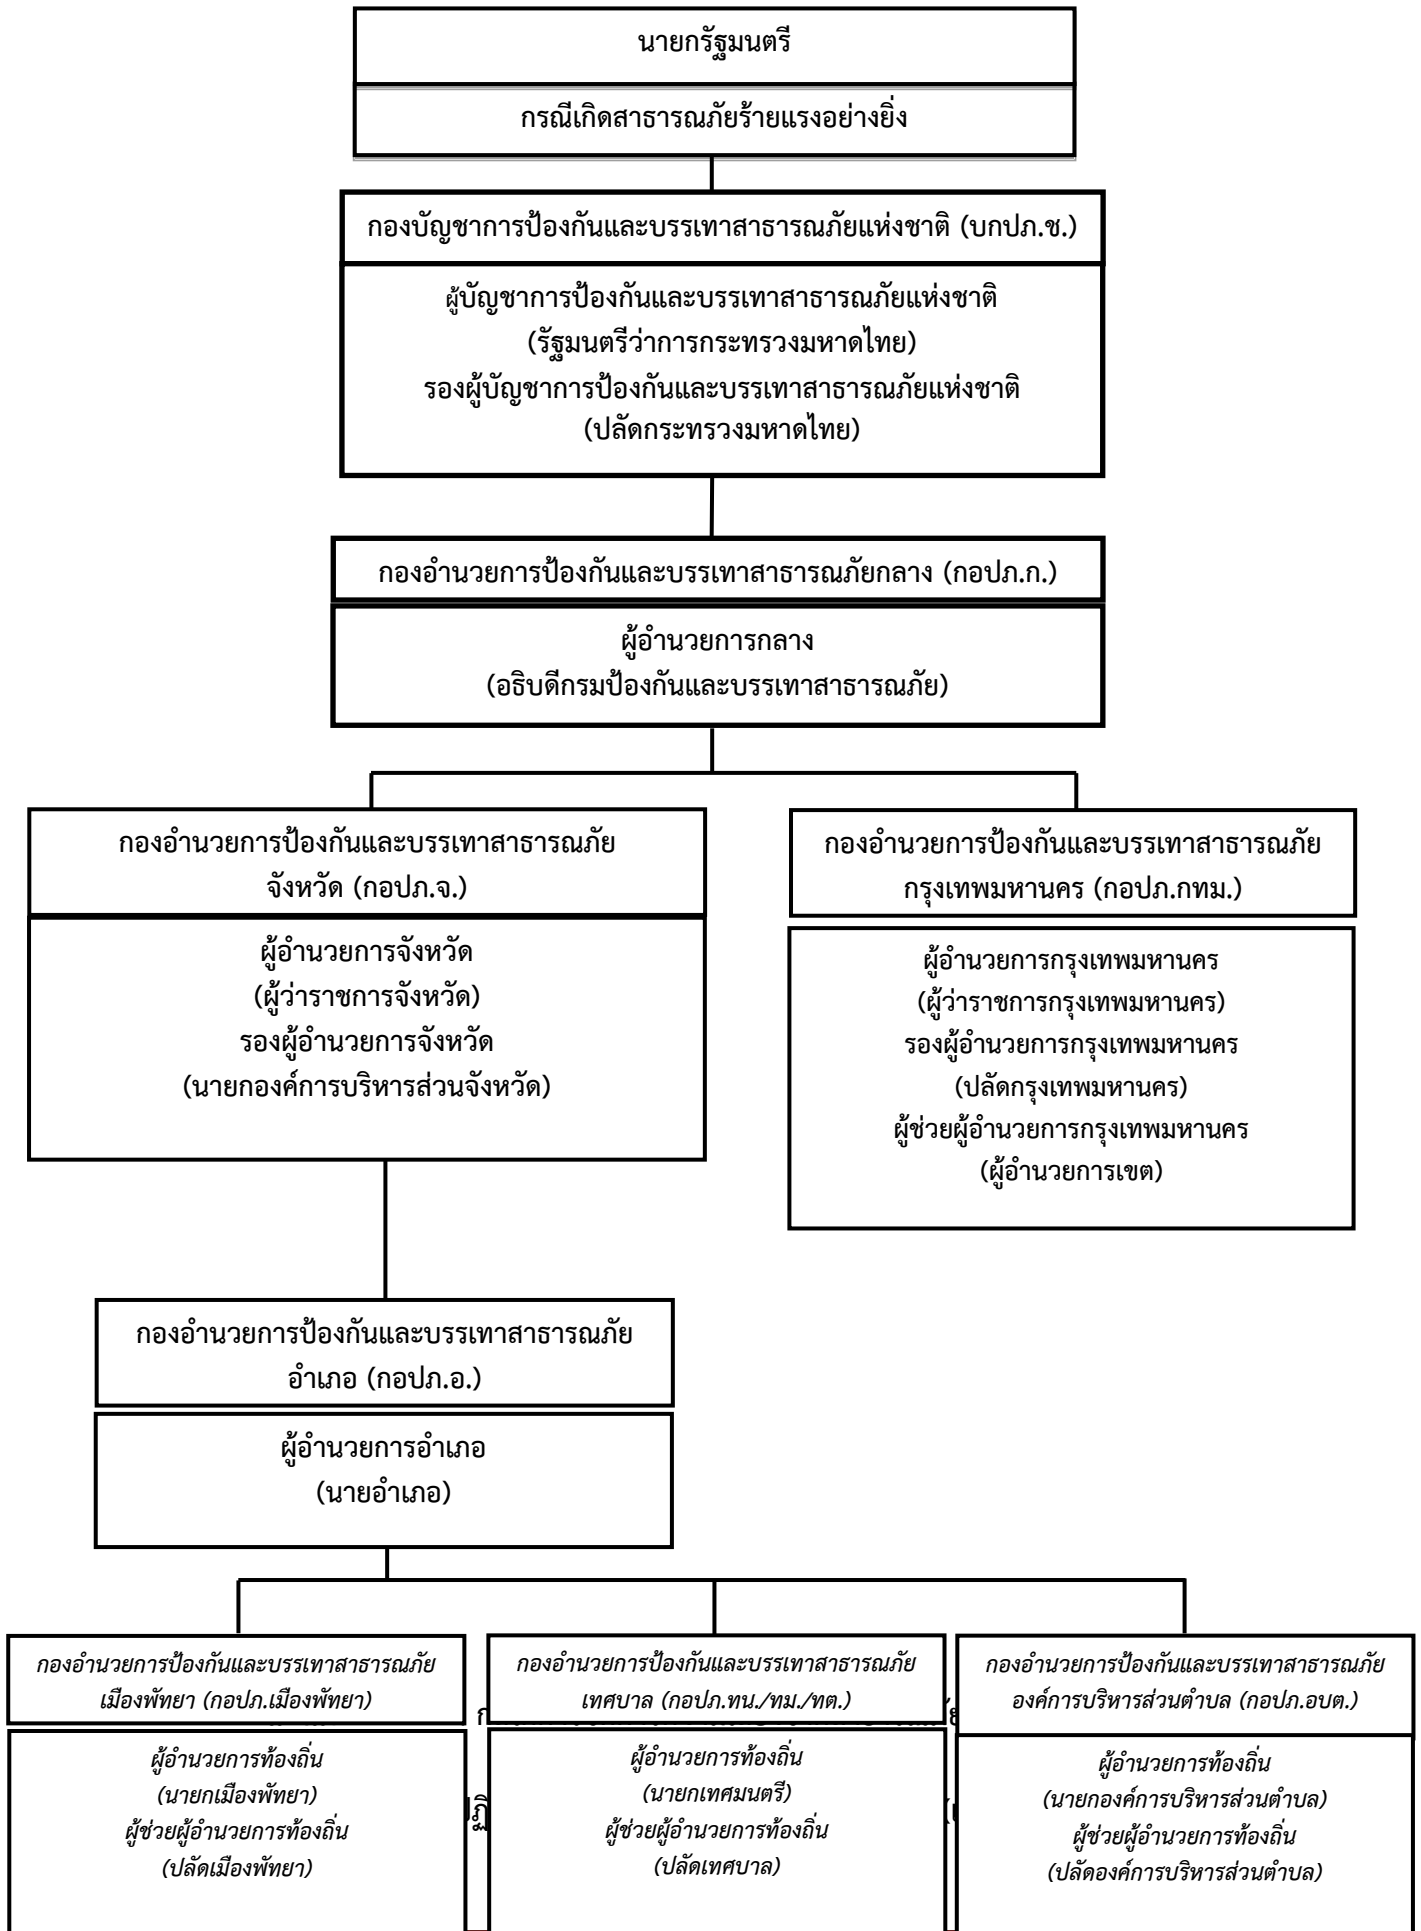 นายกรัฐมนตรี
กรณีเกิดสาธารณภัยร้ายแรงอย่างยิ่ง
กองบัญชาการป้องกันและบรรเทาสาธารณภัยแห่งชาติ (บกปภ.ช.)
ผู้บัญชาการป้องกันและบรรเทาสาธารณภัยแห่งชาติ
(รัฐมนตรีว่าการกระทรวงมหาดไทย)
รองผู้บัญชาการป้องกันและบรรเทาสาธารณภัยแห่งชาติ
(ปลัดกระทรวงมหาดไทย)
กองอำนวยการป้องกันและบรรเทาสาธารณภัยกลาง (กอปภ.ก.)
ผู้อำนวยการกลาง
(อธิบดีกรมป้องกันและบรรเทาสาธารณภัย)
กองอำนวยการป้องกันและบรรเทาสาธารณภัย
จังหวัด (กอปภ.จ.)
ผู้อำนวยการจังหวัด
(ผู้ว่าราชการจังหวัด)
รองผู้อำนวยการจังหวัด
(นายกองค์การบริหารส่วนจังหวัด)
กองอำนวยการป้องกันและบรรเทาสาธารณภัย
กรุงเทพมหานคร (กอปภ.กทม.)
ผู้อำนวยการกรุงเทพมหานคร
(ผู้ว่าราชการกรุงเทพมหานคร)
รองผู้อำนวยการกรุงเทพมหานคร
(ปลัดกรุงเทพมหานคร)
ผู้ช่วยผู้อำนวยการกรุงเทพมหานคร
(ผู้อำนวยการเขต)
กองอำนวยการป้องกันและบรรเทาสาธารณภัย
อำเภอ (กอปภ.อ.)
ผู้อำนวยการอำเภอ
(นายอำเภอ)
กองอำนวยการป้องกันและบรรเทาสาธารณภัย
เมืองพัทยา (กอปภ.เมืองพัทยา)
ผู้อำนวยการท้องถิ่น
(นายกเมืองพัทยา)
ผู้ช่วยผู้อำนวยการท้องถิ่น
(ปลัดเมืองพัทยา)
กองอำนวยการป้องกันและบรรเทาสาธารณภัย
เทศบาล (กอปภ.ทน./ทม./ทต.)
ผู้อำนวยการท้องถิ่น
(นายกเทศมนตรี)
ผู้ช่วยผู้อำนวยการท้องถิ่น
(ปลัดเทศบาล)
กองอำนวยการป้องกันและบรรเทาสาธารณภัย
องค์การบริหารส่วนตำบล (กอปภ.อบต.)
ผู้อำนวยการท้องถิ่น
(นายกองค์การบริหารส่วนตำบล)
ผู้ช่วยผู้อำนวยการท้องถิ่น
(ปลัดองค์การบริหารส่วนตำบล)